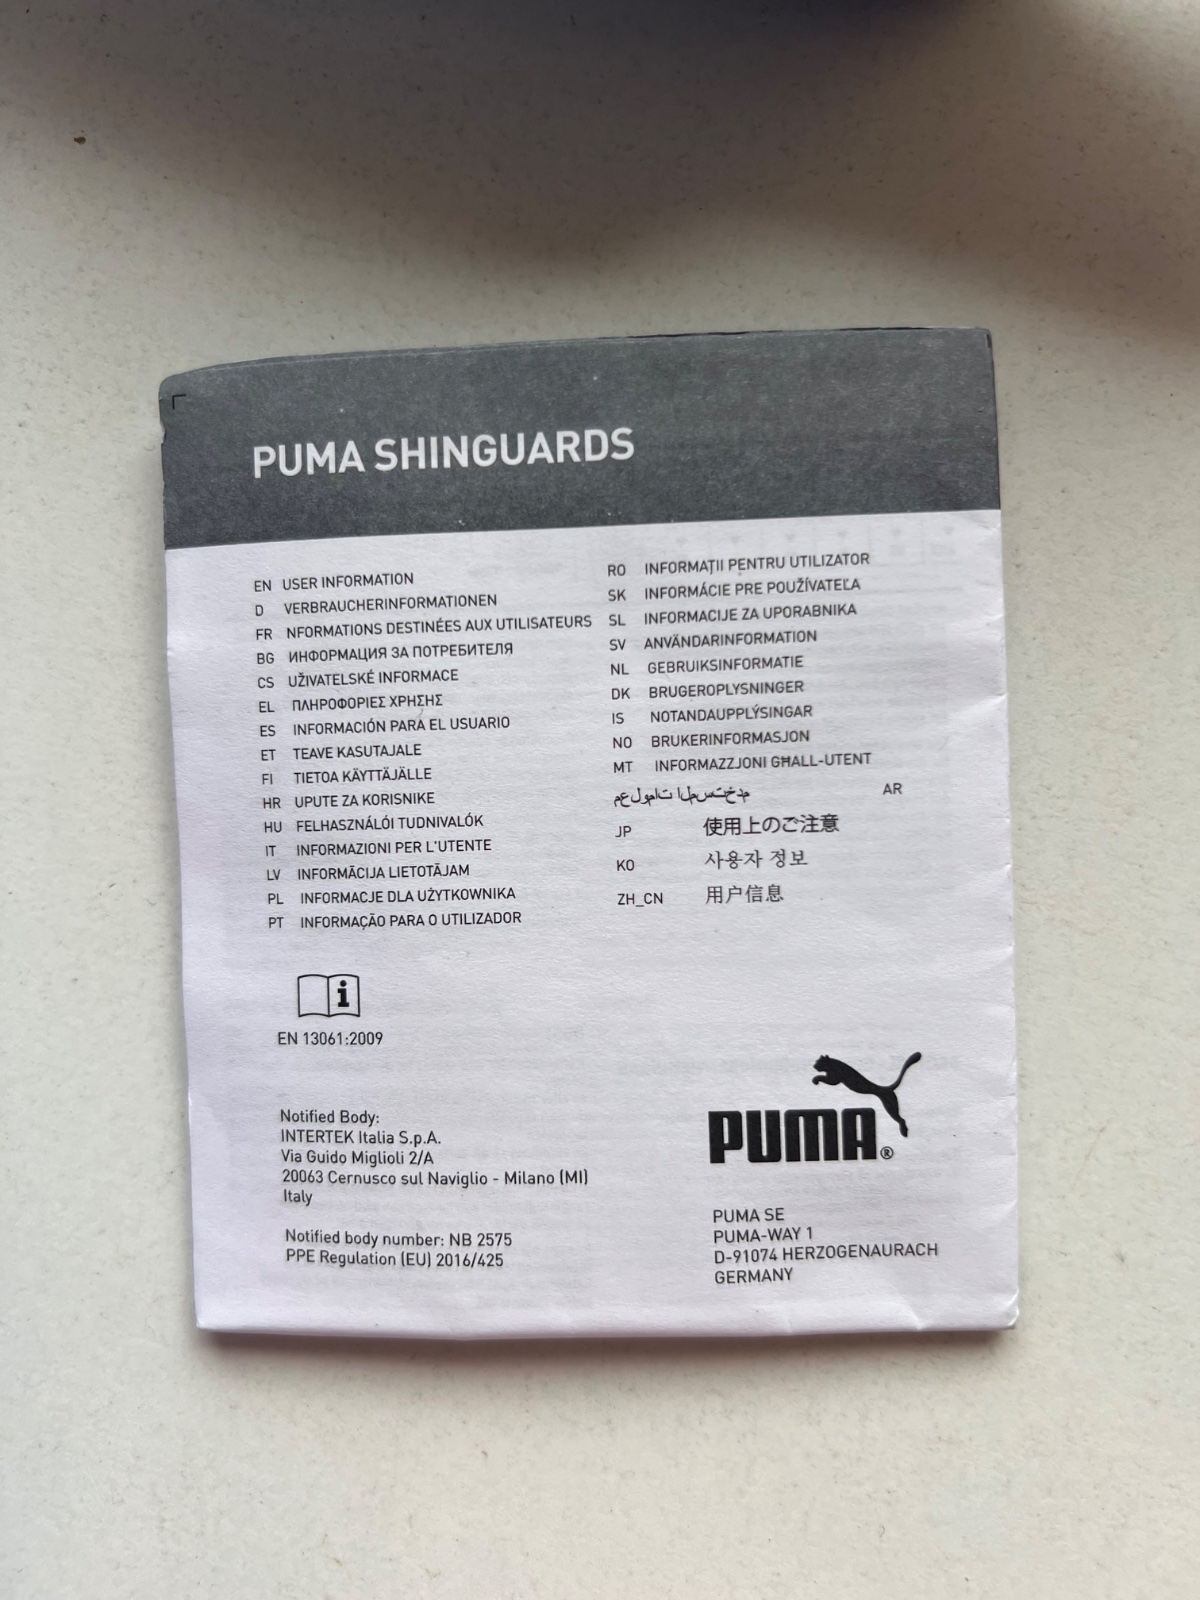 PUMA SHINGUARDS
EN USER INFORMATION
D VERBRAUCHERINFORMATIONEN
FR NFORMATIONS DESTINÉES AUX UTILISATEURS
BG ИНФОРМАЦИЯ ЗА ПОТРЕБИТЕЛЯ
CS UŽIVATELSKÉ INFORMACE
EL ΠΛΗΡΟΦΟΡΙΕΣ ΧΡΗΣΗΣ
ES INFORMACIÓN PARA EL USUARIO
ET TEAVE KASUTAJALE
FI TIETOA KÄYTTÄJÄLLE
HR UPUTE ZA KORISNIKE
HU FELHASZNÁLÓI TUDNIVALÓK
IT INFORMAZIONI PER L'UTENTE
LV INFORMĀCIJA LIETOTĀJAM
PL INFORMACJE DLA UŻYTKOWNIKA
PT INFORMAÇÃO PARA O UTILIZADOR
RO INFORMAȚII PENTRU UTILIZATOR
SK INFORMÁCIE PRE POUŽÍVATEĽA
SL INFORMACIJE ZA UPORABNIKA
SV ANVÄNDARINFORMATION
NL GEBRUIKSINFORMATIE
DK BRUGEROPLYSNINGER
IS NOTANDAUPPLÝSINGAR
NO BRUKERINFORMASJON
MT INFORMAZZJONI GĦALL-UTENT
معلومات المستخدم AR
JP 使用上のご注意
KO 사용자 정보
ZH_CN 用户信息
i
EN 13061:2009
Notified Body:
INTERTEK Italia S.p.A.
Via Guido Miglioli 2/A
20063 Cernusco sul Naviglio - Milano (MI)
Italy
Notified body number: NB 2575
PPE Regulation (EU) 2016/425
PUMA®
PUMA SE
PUMA-WAY 1
D-91074 HERZOGENAURACH
GERMANY